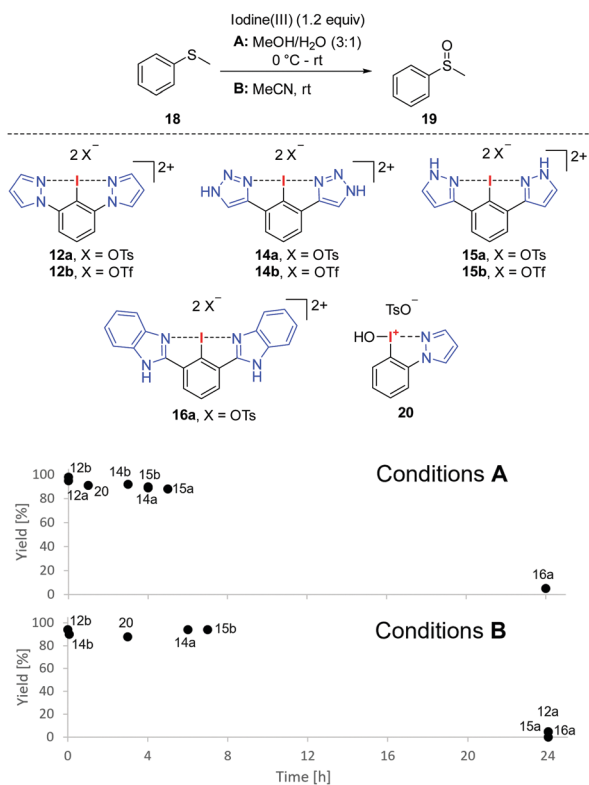 Iodine(III) (1.2 equiv)
A: MeOH/H₂O (3:1)
0 °C - rt
B: MeCN, rt
S
O
S
18
19
2 X⁻
2+
N
I
N
N
N
12a, X = OTs
12b, X = OTf
2 X⁻
2+
N
N
I
N
N
HN
NH
14a, X = OTs
14b, X = OTf
2 X⁻
2+
H
N
N
I
N
H
N
15a, X = OTs
15b, X = OTf
2 X⁻
2+
N
I
N
N
H
N
H
16a, X = OTs
TsO⁻
HO
I⁺
N
N
20
Conditions A
Yield [%]
100
80
60
40
20
0
12b
12a
20
14b
15b
14a
15a
16a
Conditions B
Yield [%]
100
80
60
40
20
0
12b
14b
20
14a
15b
12a
15a
16a
0
4
8
12
16
20
24
Time [h]